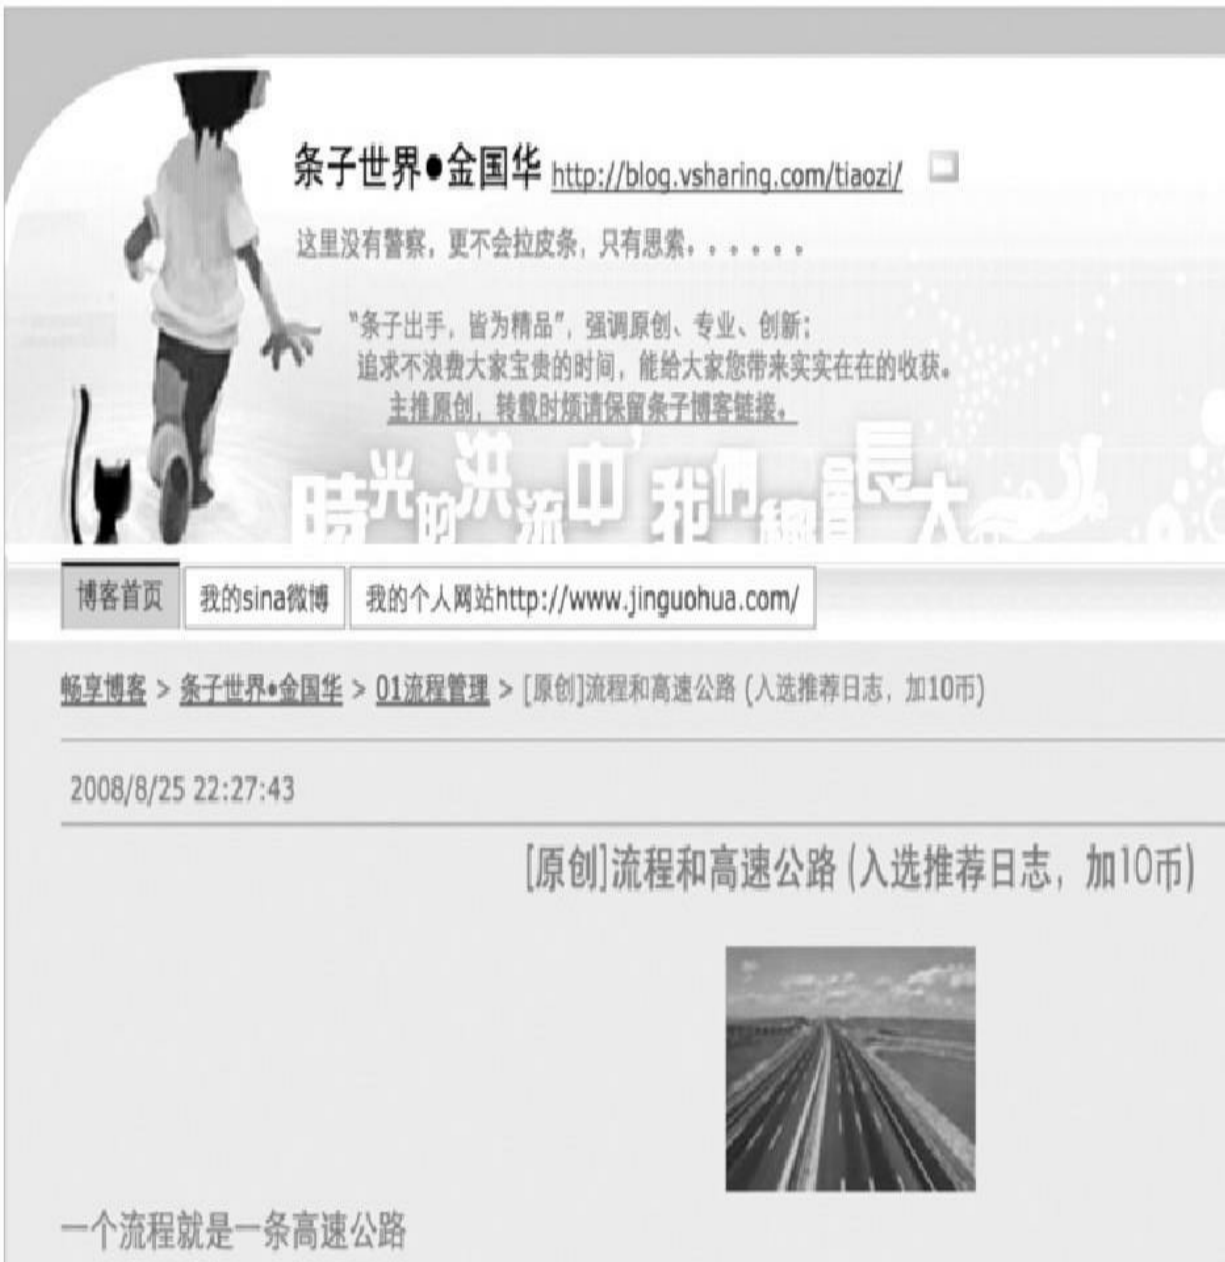 条子世界●金国华 http://blog.vsharing.com/tiaozi/
这里没有警察，更不会拉皮条，只有思索。。。。。。
“条子出手，皆为精品”，强调原创、专业、创新；
追求不浪费大家宝贵的时间，能给大家您带来实实在在的收获。
主推原创，转载时烦请保留条子博客链接。
時光的洪流中，我們總會長大
博客首页 我的sina微博 我的个人网站http://www.jinguohua.com/
畅享博客 > 条子世界●金国华 > 01流程管理 > [原创]流程和高速公路 (入选推荐日志，加10币)
2008/8/25 22:27:43
[原创]流程和高速公路 (入选推荐日志，加10币)
一个流程就是一条高速公路